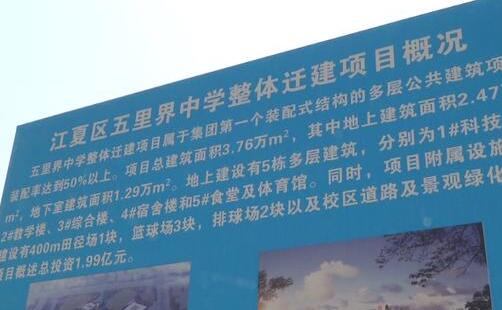 江夏区五里界中学整体迁建项目概况
五里界中学整体迁建项目属于集团第一个装配式结构的多层公共建筑项
装配率达到50%以上。项目总建筑面积3.76万m²，其中地上建筑面积2.47
m²，地下室建筑面积1.29万m²。地上建设有5栋多层建筑，分别为1#科技
2#教学楼、3#综合楼、4#宿舍楼和5#食堂及体育馆。同时，项目附属设施
建设有400m田径场1块，篮球场3块，排球场2块以及校区道路及景观绿化
项目概述总投资1.99亿元。